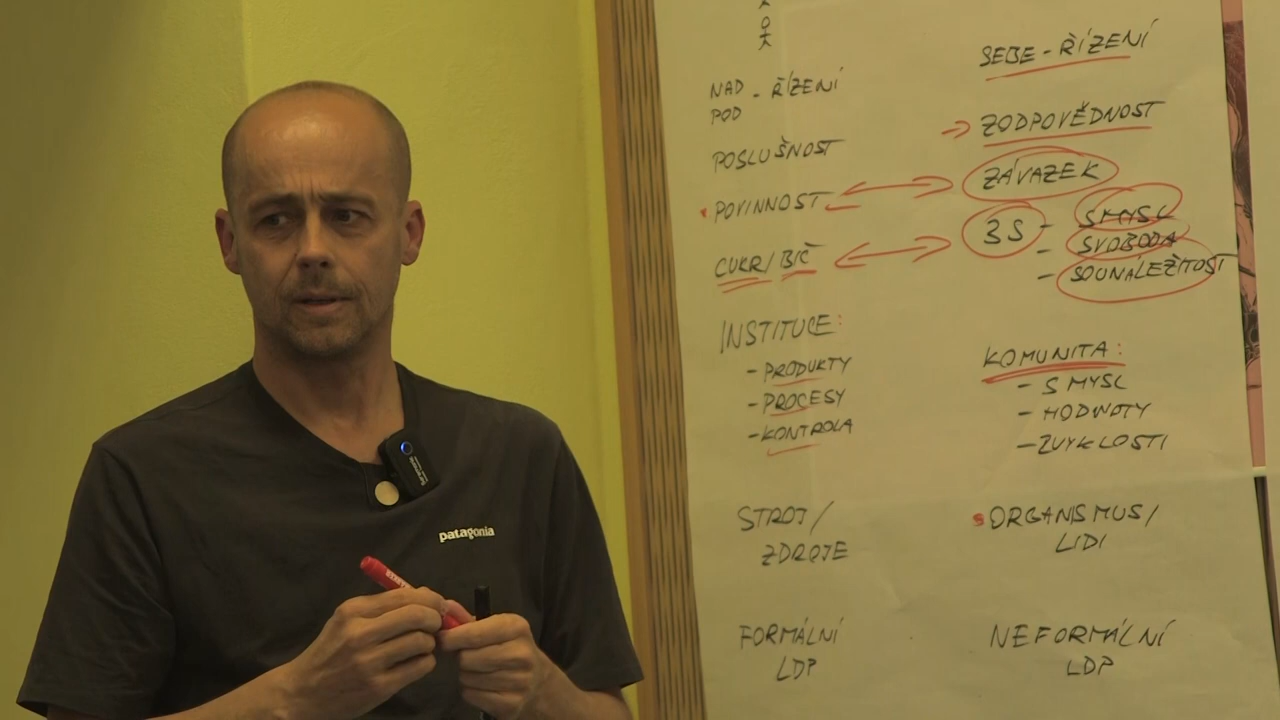 NAD
POD - ŘÍZENÍ
POSLUŠNOST
POVINNOST
CUKR/BIČ
INSTITUCE:
- PRODUKTY
- PROCESY
- KONTROLA
STROJ/
ZDROJE
FORMÁLNÍ
LDP
SEBE - ŘÍZENÍ
ZODPOVĚDNOST
ZÁVAZEK
3S - SMYSL
- SVOBODA
- SOUNÁLEŽITOST
KOMUNITA:
- SMYSL
- HODNOTY
- ZVYKLOSTI
ORGANISMUS/
LIDI
NEFORMÁLNÍ
LDP
patagonia